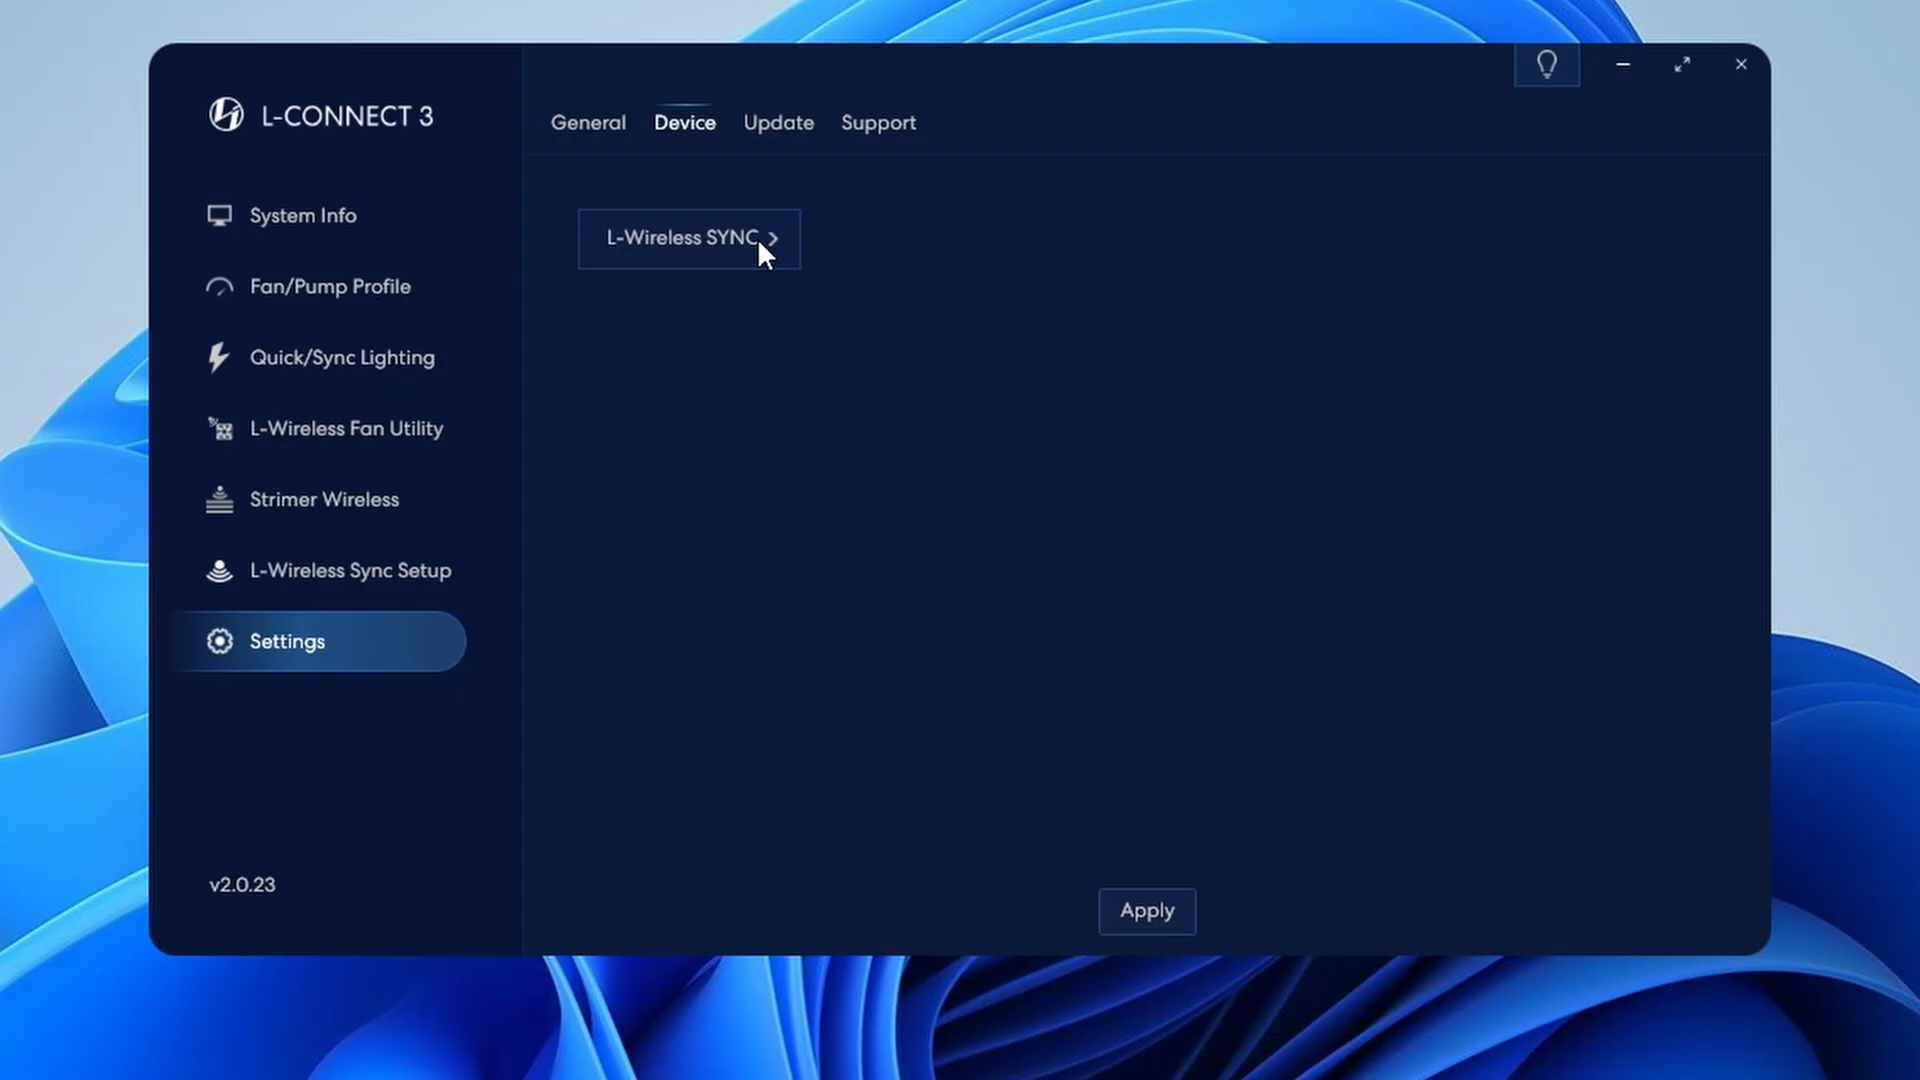 L-CONNECT 3
System Info
Fan/Pump Profile
Quick/Sync Lighting
L-Wireless Fan Utility
Strimer Wireless
L-Wireless Sync Setup
Settings
v2.0.23
General Device Update Support
L-Wireless SYNC
Apply